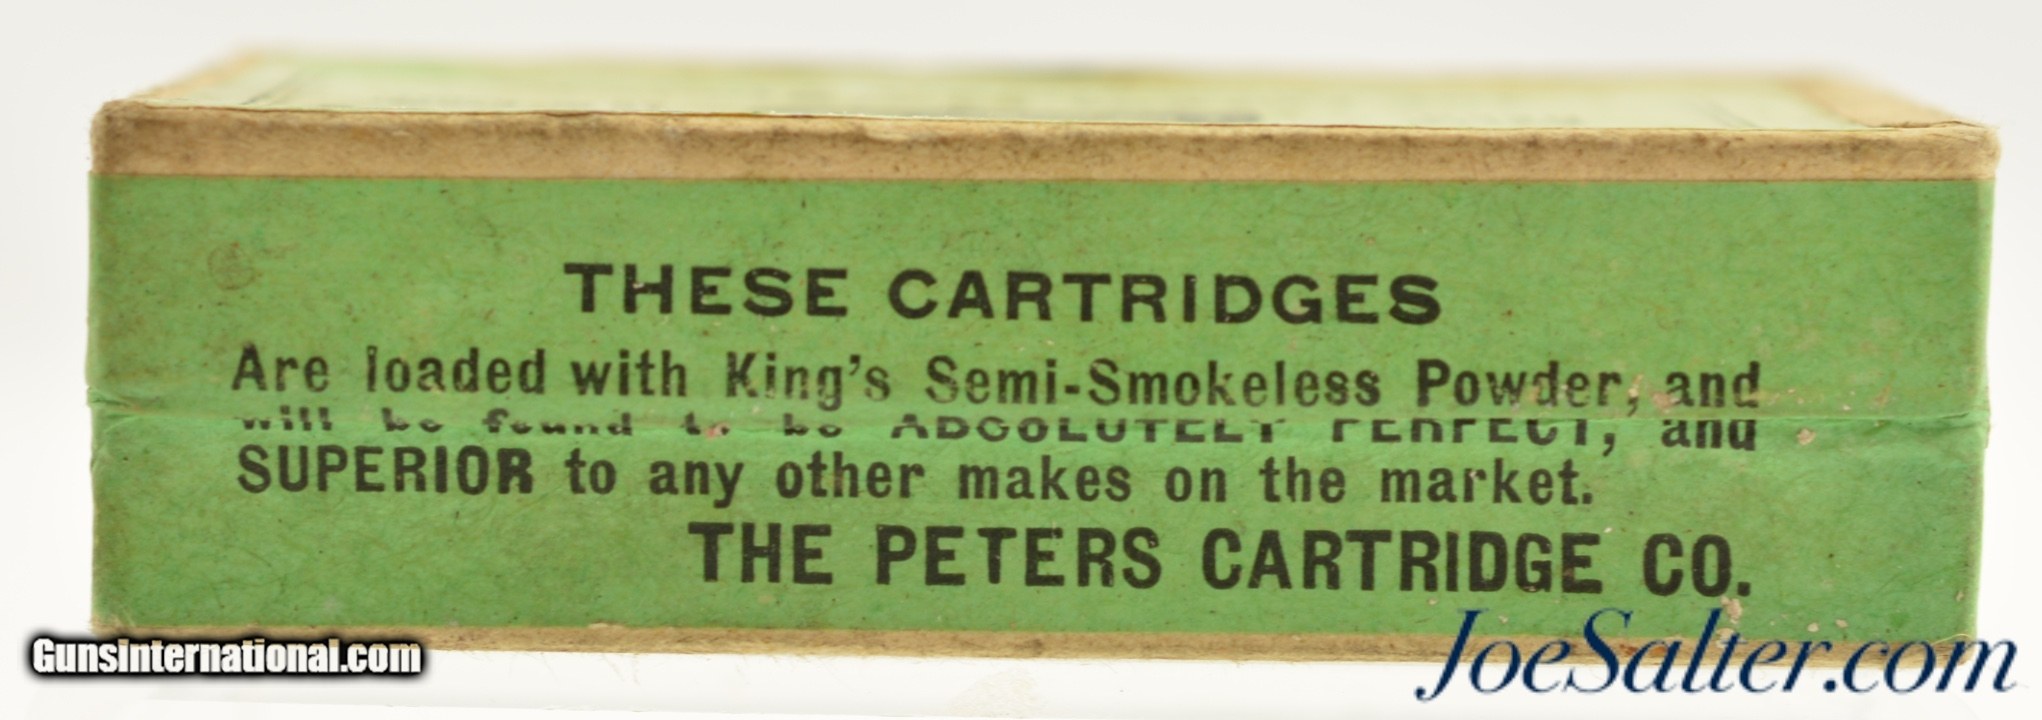 THESE CARTRIDGES
Are loaded with King's Semi-Smokeless Powder, and
will be found to be ABSOLUTELY PERFECT, and
SUPERIOR to any other makes on the market.
THE PETERS CARTRIDGE CO.
GunsInternational.com
JoeSalter.com